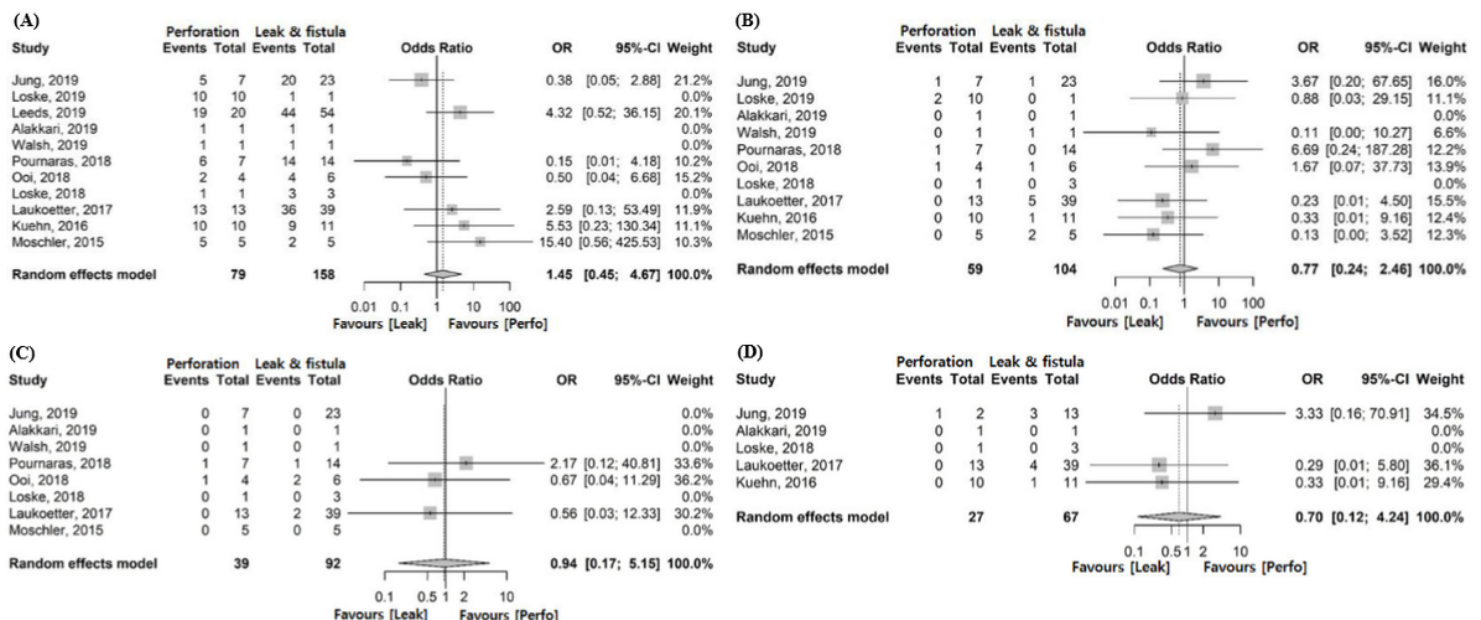 (A)
Perforation Leak & fistula
Study Events Total Events Total Odds Ratio OR 95%-CI Weight
Jung, 2019 5 7 20 23 0.38 [0.05; 2.88] 21.2%
Loske, 2019 10 10 1 1 0.0%
Leeds, 2019 19 20 44 54 4.32 [0.52; 36.15] 20.1%
Alakkari, 2019 1 1 1 1 0.0%
Walsh, 2019 1 1 1 1 0.0%
Pournaras, 2018 6 7 14 14 0.15 [0.01; 4.18] 10.2%
Ooi, 2018 2 4 4 6 0.50 [0.04; 6.68] 15.2%
Loske, 2018 1 1 3 3 0.0%
Laukoetter, 2017 13 13 36 39 2.59 [0.13; 53.49] 11.9%
Kuehn, 2016 10 10 9 11 5.53 [0.23; 130.34] 11.1%
Moschler, 2015 5 5 2 5 15.40 [0.56; 425.53] 10.3%
Random effects model 79 158 1.45 [0.45; 4.67] 100.0%
0.01 0.1 1 10 100
Favours [Leak] Favours [Perfo]
(B)
Perforation Leak & fistula
Study Events Total Events Total Odds Ratio OR 95%-CI Weight
Jung, 2019 1 7 1 23 3.67 [0.20; 67.65] 16.0%
Loske, 2019 2 10 0 1 0.88 [0.03; 29.15] 11.1%
Alakkari, 2019 0 1 0 1 0.0%
Walsh, 2019 0 1 1 1 0.11 [0.00; 10.27] 6.6%
Pournaras, 2018 1 7 0 14 6.69 [0.24; 187.28] 12.2%
Ooi, 2018 1 4 1 6 1.67 [0.07; 37.73] 13.9%
Loske, 2018 0 1 0 3 0.0%
Laukoetter, 2017 0 13 5 39 0.23 [0.01; 4.50] 15.5%
Kuehn, 2016 0 10 1 11 0.33 [0.01; 9.16] 12.4%
Moschler, 2015 0 5 2 5 0.13 [0.00; 3.52] 12.3%
Random effects model 59 104 0.77 [0.24; 2.46] 100.0%
0.01 0.1 1 10 100
Favours [Leak] Favours [Perfo]
(C)
Perforation Leak & fistula
Study Events Total Events Total Odds Ratio OR 95%-CI Weight
Jung, 2019 0 7 0 23 0.0%
Alakkari, 2019 0 1 0 1 0.0%
Walsh, 2019 0 1 0 1 0.0%
Pournaras, 2018 1 7 1 14 2.17 [0.12; 40.81] 33.6%
Ooi, 2018 1 4 2 6 0.67 [0.04; 11.29] 36.2%
Loske, 2018 0 1 0 3 0.0%
Laukoetter, 2017 0 13 2 39 0.56 [0.03; 12.33] 30.2%
Moschler, 2015 0 5 0 5 0.0%
Random effects model 39 92 0.94 [0.17; 5.15] 100.0%
0.1 0.5 1 2 10
Favours [Leak] Favours [Perfo]
(D)
Perforation Leak & fistula
Study Events Total Events Total Odds Ratio OR 95%-CI Weight
Jung, 2019 1 2 3 13 3.33 [0.16; 70.91] 34.5%
Alakkari, 2019 0 1 0 1 0.0%
Loske, 2018 0 1 0 3 0.0%
Laukoetter, 2017 0 13 4 39 0.29 [0.01; 5.80] 36.1%
Kuehn, 2016 0 10 1 11 0.33 [0.01; 9.16] 29.4%
Random effects model 27 67 0.70 [0.12; 4.24] 100.0%
0.1 0.5 1 2 10
Favours [Leak] Favours [Perfo]